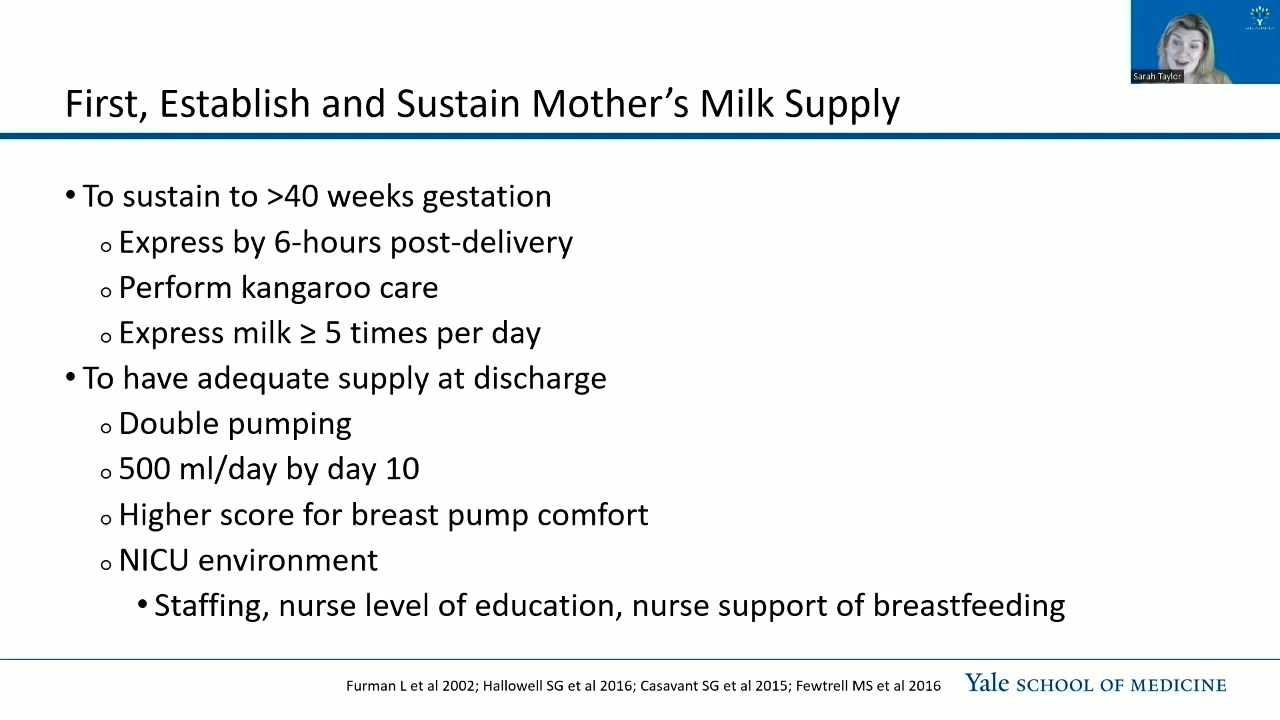 Sarah Taylor
First, Establish and Sustain Mother’s Milk Supply
• To sustain to >40 weeks gestation
o Express by 6-hours post-delivery
o Perform kangaroo care
o Express milk ≥ 5 times per day
• To have adequate supply at discharge
o Double pumping
o 500 ml/day by day 10
o Higher score for breast pump comfort
o NICU environment
• Staffing, nurse level of education, nurse support of breastfeeding
Furman L et al 2002; Hallowell SG et al 2016; Casavant SG et al 2015; Fewtrell MS et al 2016
Yale SCHOOL OF MEDICINE